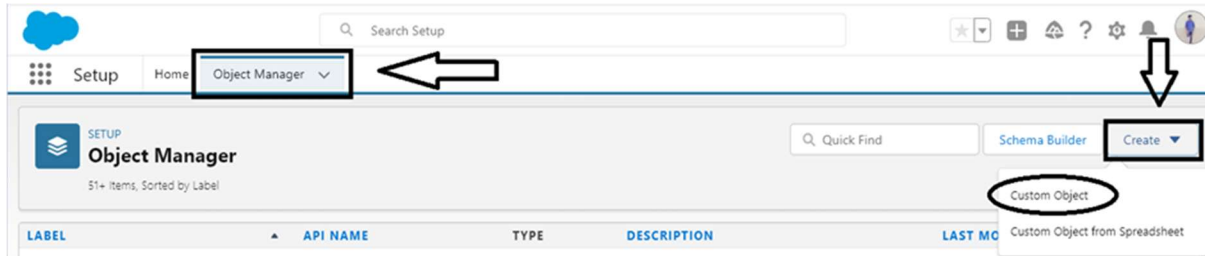 Search Setup
Setup Home Object Manager
SETUP
Object Manager
51+ Items, Sorted by Label
Quick Find Schema Builder Create
Custom Object
Custom Object from Spreadsheet
LABEL API NAME TYPE DESCRIPTION LAST MO